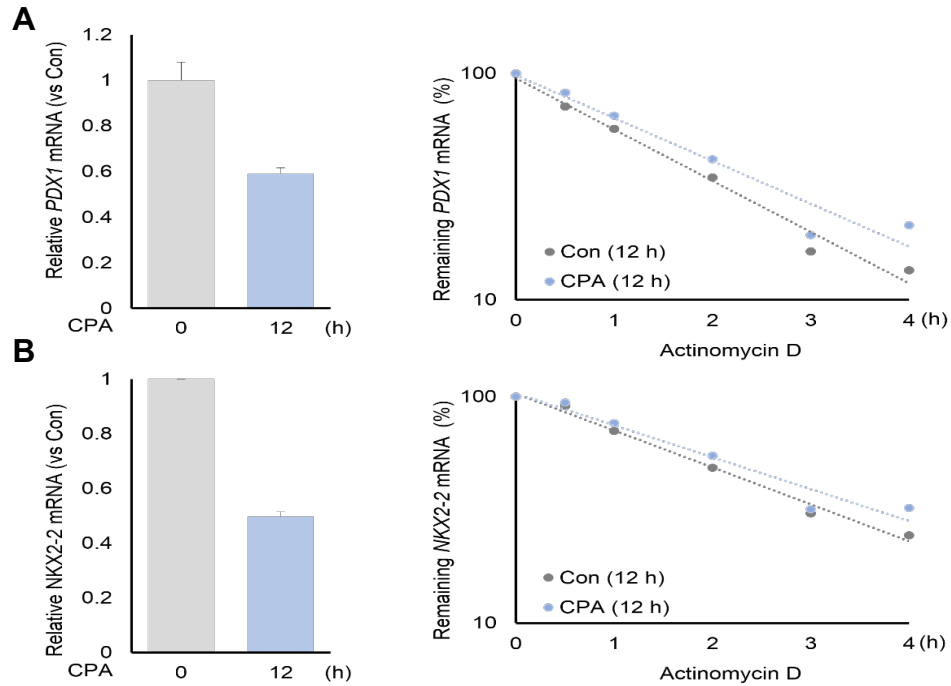 A
Relative PDX1 mRNA (vs Con)
1.2
1
0.8
0.6
0.4
0.2
0
CPA 0 12 (h)
Remaining PDX1 mRNA (%)
100
10
Con (12 h)
CPA (12 h)
0 1 2 3 4 (h)
Actinomycin D
B
Relative NKX2-2 mRNA (vs Con)
1
0.8
0.6
0.4
0.2
0
CPA 0 12 (h)
Remaining NKX2-2 mRNA (%)
100
10
Con (12 h)
CPA (12 h)
0 1 2 3 4 (h)
Actinomycin D